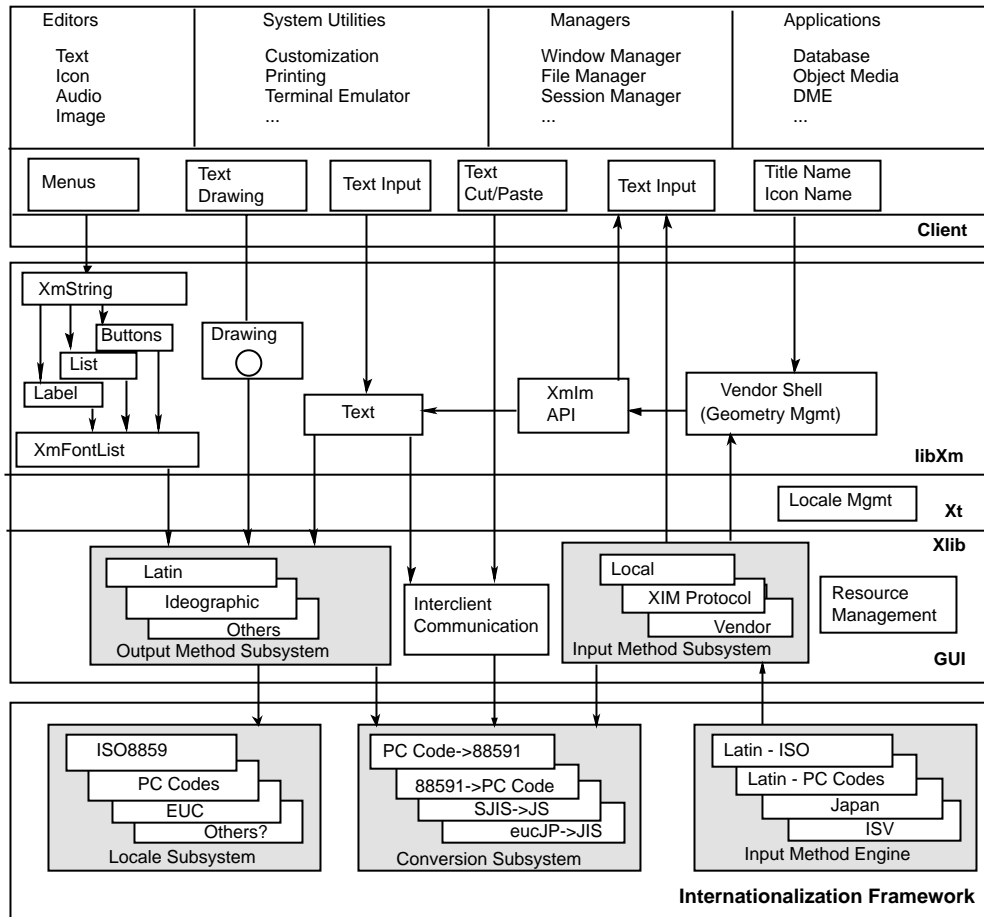 Editors
Text
Icon
Audio
Image
System Utilities
Customization
Printing
Terminal Emulator
...
Managers
Window Manager
File Manager
Session Manager
...
Applications
Database
Object Media
DME
...
Menus
Text
Drawing
Text Input
Text
Cut/Paste
Text Input
Title Name
Icon Name
Client
XmString
Buttons
List
Label
XmFontList
Drawing
Text
XmIm
API
Vendor Shell
(Geometry Mgmt)
libXm
Locale Mgmt
Xt
Xlib
Latin
Ideographic
Others
Output Method Subsystem
Interclient
Communication
Local
XIM Protocol
Vendor
Input Method Subsystem
Resource
Management
GUI
ISO8859
PC Codes
EUC
Others?
Locale Subsystem
PC Code->88591
88591->PC Code
SJIS->JS
eucJP->JIS
Conversion Subsystem
Latin - ISO
Latin - PC Codes
Japan
ISV
Input Method Engine
Internationalization Framework